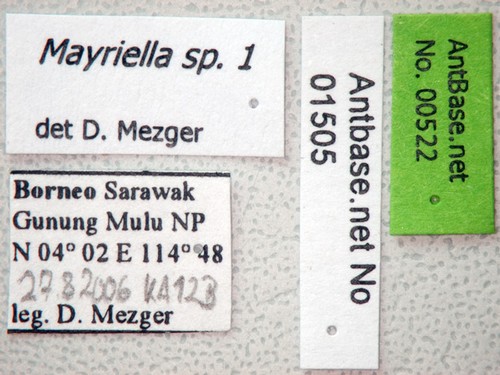 Mayriella sp. 1
det D. Mezger
Borneo Sarawak
Gunung Mulu NP
N 04° 02 E 114° 48
27 8 2006 KA12B
leg. D. Mezger
Antbase.net No
01505
AntBase.net
No. 00522